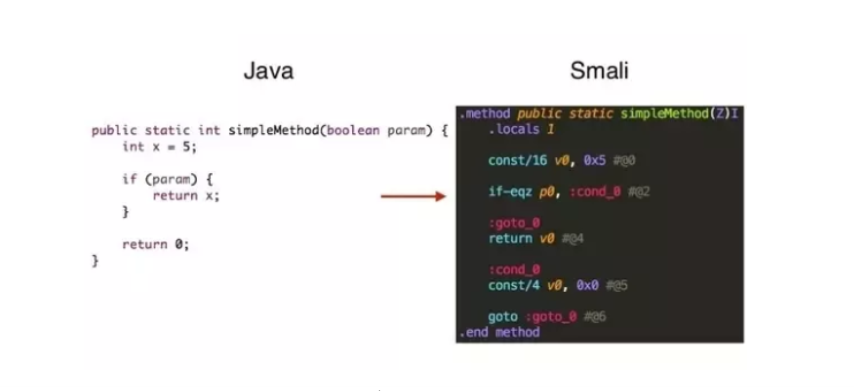 Java
public static int simpleMethod(boolean param) {
int x = 5;
if (param) {
return x;
}
return 0;
}
Smali
.method public static simpleMethod(Z)I
.locals 1
const/16 v0, 0x5 #@0
if-eqz p0, :cond_0 #@2
:goto_0
return v0 #@4
:cond_0
const/4 v0, 0x0 #@5
goto :goto_0 #@6
.end method